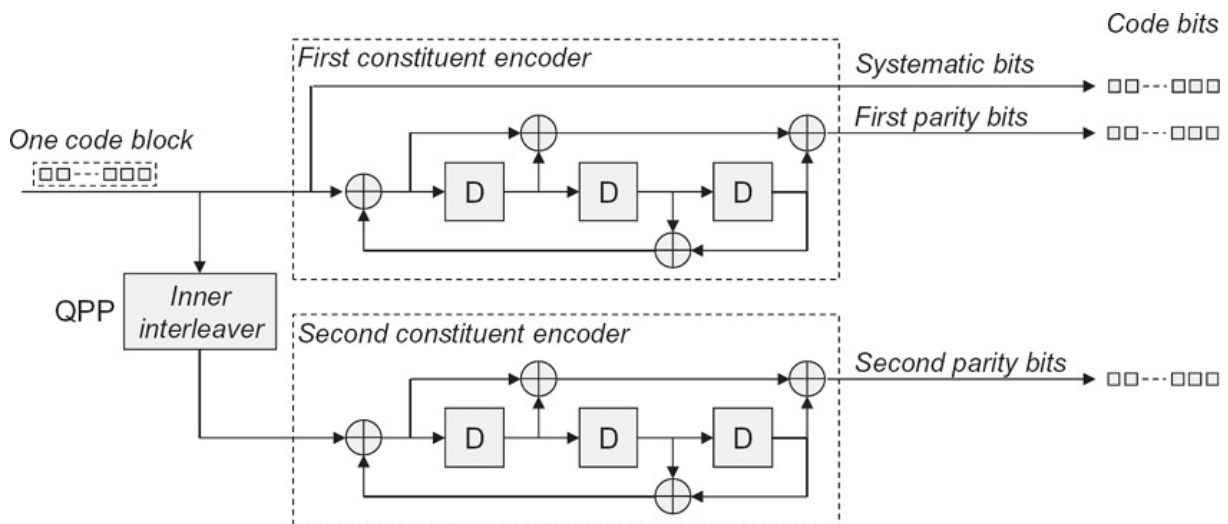 Code bits
First constituent encoder
Systematic bits
First parity bits
One code block
D D D
QPP
Inner
interleaver
Second constituent encoder
Second parity bits
D D D